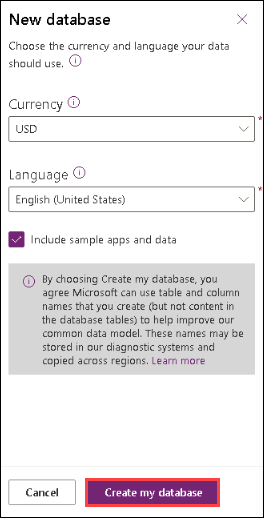 New database
Choose the currency and language your data
should use.
Currency
*
USD
Language
*
English (United States)
Include sample apps and data
By choosing Create my database, you
agree Microsoft can use table and column
names that you create (but not content in
the database tables) to help improve our
common data model. These names may be
stored in our diagnostic systems and
copied across regions. Learn more
Cancel
Create my database